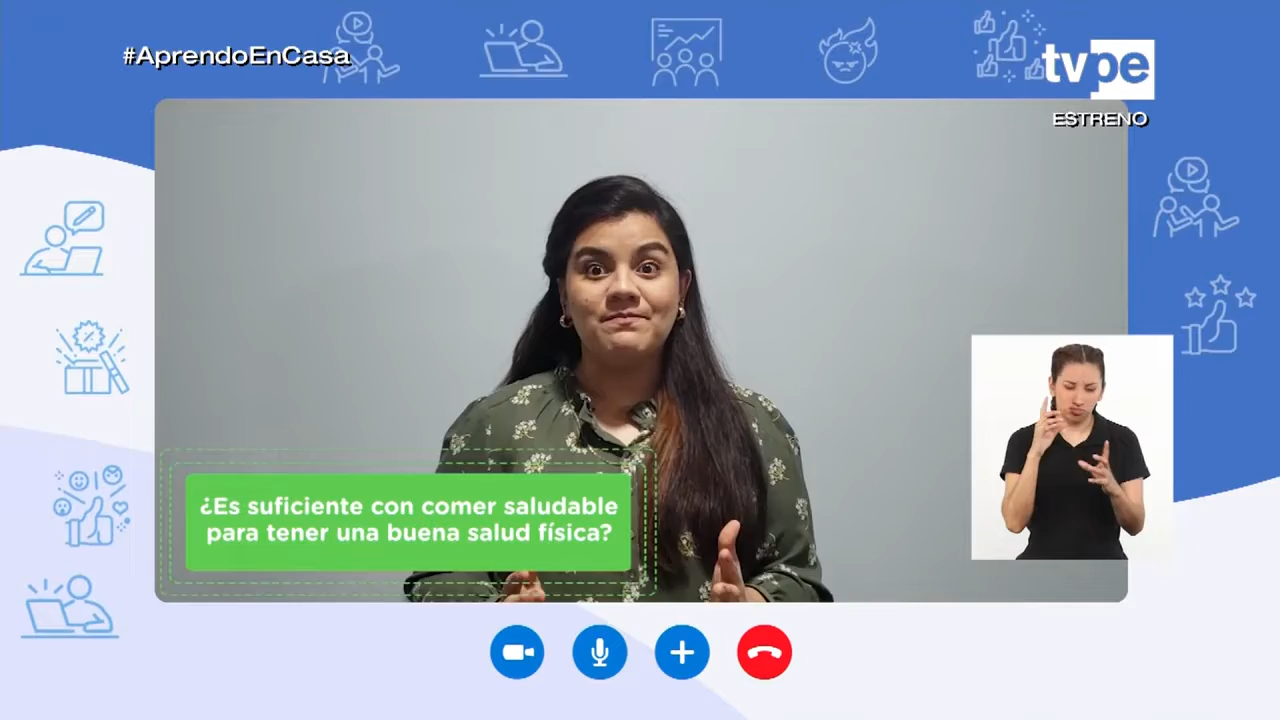 #AprendoEnCasa
tvpe
ESTRENO
¿Es suficiente con comer saludable
para tener una buena salud física?